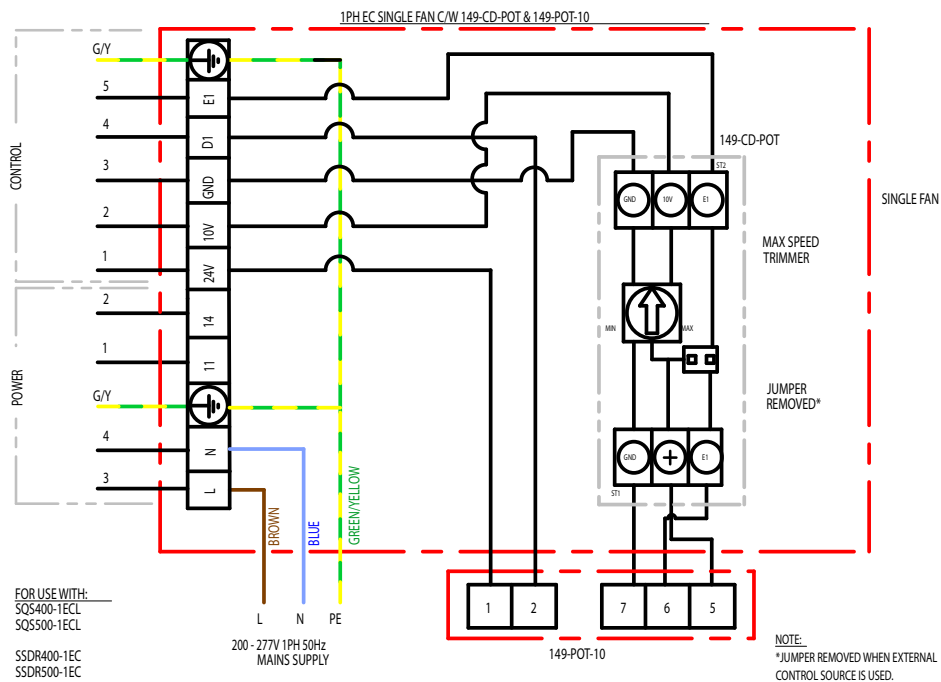 1PH EC SINGLE FAN C/W 149-CD-POT & 149-POT-10
CONTROL
G/Y
5
4
3
2
1
POWER
2
1
G/Y
4
3
E1
D1
GND
10V
24V
14
11
N
L
149-CD-POT
ST2
GND
10V
E1
SINGLE FAN
MAX SPEED
TRIMMER
MIN
MAX
JUMPER
REMOVED*
GND
+
E1
ST1
BROWN
BLUE
GREEN/YELLOW
L
N
PE
200 - 277V 1PH 50Hz
MAINS SUPPLY
1
2
7
6
5
149-POT-10
FOR USE WITH:
SQS400-1ECL
SQS500-1ECL
SSDR400-1EC
SSDR500-1EC
NOTE:
*JUMPER REMOVED WHEN EXTERNAL
CONTROL SOURCE IS USED.